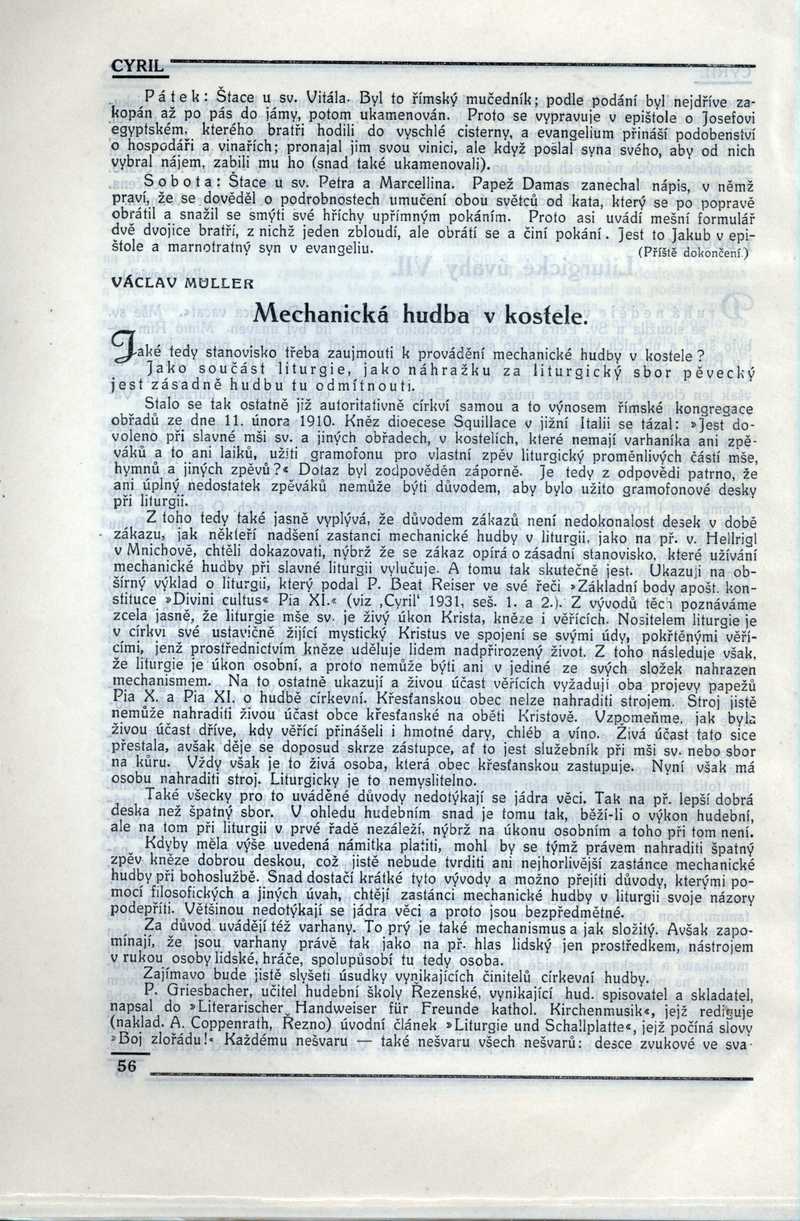 CYRIL
Pátek: Štace u sv. Vitála. Byl to římský mučedník; podle podání byl nejdříve za-
kopán až po pás do jámy, potom ukamenován. Proto se vypravuje v epištole o Josefovi
egyptském, kterého bratři hodili do vyschlé cisterny, a evangelium přináší podobenství
o hospodáři a vinařích; pronajal jim svou vinici, ale když poslal syna svého, aby od nich
vybral nájem, zabili mu ho (snad také ukamenovali).
Sobota: Štace u sv. Petra a Marcellina. Papež Damas zanechal nápis, v němž
praví, že se dověděl o podrobnostech umučení obou světců od kata, který se po popravě
obrátil a snažil se smýti své hříchy upřímným pokáním. Proto asi uvádí mešní formulář
dvě dvojice bratří, z nichž jeden zbloudí, ale obrátí se a činí pokání. Jest to Jakub v epi-
štole a marnotratný syn v evangeliu.
(Příště dokončení.)
VÁCLAV MÜLLER
Mechanická hudba v kostele.
Jaké tedy stanovisko třeba zaujmouti k provádění mechanické hudby v kostele?
Jako součást liturgie, jako náhražku za liturgický sbor pěvecký
jest zásadně hudbu tu odmítnouti.
Stalo se tak ostatně již autoritativně církví samou a to výnosem římské kongregace
obřadů ze dne 11. února 1910. Kněz dioecese Squillace v jižní Italii se tázal: »Jest do-
voleno při slavné mši sv. a jiných obřadech, v kostelích, které nemají varhaníka ani zpě-
váků a to ani laiků, užíti gramofonu pro vlastní zpěv liturgický proměnlivých částí mše,
hymnů a jiných zpěvů?« Dotaz byl zodpověděn záporně. Je tedy z odpovědi patrno, že
ani úplný nedostatek zpěváků nemůže býti důvodem, aby bylo užito gramofonové desky
při liturgii.
Z toho tedy také jasně vyplývá, že důvodem zákazů není nedokonalost desek v době
zákazu, jak někteří nadšení zastanci mechanické hudby v liturgii, jako na př. v. Hellrigl
v Mnichově, chtěli dokazovati, nýbrž že se zákaz opírá o zásadní stanovisko, které užívání
mechanické hudby při slavné liturgii vylučuje. A tomu tak skutečně jest. Ukazuji na ob-
šírný výklad o liturgii, který podal P. Beat Reiser ve své řeči »Základní body apošt. kon-
stituce »Divini cultus« Pia XI.« (viz ‚Cyril' 1931, seš. 1. a 2.). Z vývodů těch poznáváme
zcela jasně, že liturgie mše sv. je živý úkon Krista, kněze i věřících. Nositelem liturgie je
v církvi své ustavičně žijící mystický Kristus ve spojení se svými údy, pokřtěnými věří-
cími, jenž prostřednictvím kněze uděluje lidem nadpřirozený život. Z toho následuje však,
že liturgie je úkon osobní, a proto nemůže býti ani v jediné ze svých složek nahrazen
mechanismem. Na to ostatně ukazují a živou účast věřících vyžadují oba projevy papežů
Pia X. a Pia XI. o hudbě církevní. Křesťanskou obec nelze nahraditi strojem. Stroj jistě
nemůže nahraditi živou účast obce křesťanské na oběti Kristově. Vzpomeňme, jak byla
živou účast dříve, kdy věřící přinášeli i hmotné dary, chléb a víno. Živá účast tato sice
přestala, avšak děje se doposud skrze zástupce, ať to jest služebník při mši sv. nebo sbor
na kůru. Vždy však je to živá osoba, která obec křesťanskou zastupuje. Nyní však má
osobu nahraditi stroj. Liturgicky je to nemyslitelno.
Také všecky pro to uváděné důvody nedotýkají se jádra věci. Tak na př. lepší dobrá
deska než špatný sbor. V ohledu hudebním snad je tomu tak, běží-li o výkon hudební,
ale na tom při liturgii v prvé řadě nezáleží, nýbrž na úkonu osobním a toho při tom není.
Kdyby měla výše uvedená námitka platiti, mohl by se týmž právem nahraditi špatný
zpěv kněze dobrou deskou, což jistě nebude tvrditi ani nejhorlivější zastánce mechanické
hudby při bohoslužbě. Snad dostačí krátké tyto vývody a možno přejíti důvody, kterými po-
mocí filosofických a jiných úvah, chtějí zastánci mechanické hudby v liturgii svoje názory
podepříti. Většinou nedotýkají se jádra věci a proto jsou bezpředmětné.
Za důvod uvádějí též varhany. To prý je také mechanismus a jak složitý. Avšak zapo-
mínají, že jsou varhany právě tak jako na př. hlas lidský jen prostředkem, nástrojem
v rukou osoby lidské, hráče, spolupůsobí tu tedy osoba.
Zajímavo bude jistě slyšeti úsudky vynikajících činitelů církevní hudby.
P. Griesbacher, učitel hudební školy Řezenské, vynikající hud. spisovatel a skladatel,
napsal do »Literarischer Handweiser für Freunde kathol. Kirchenmusik«, jejž rediguje
(naklad. A. Coppenrath, Řezno) úvodní článek »Liturgie und Schallplatte«, jejž počíná slovy
»Boj zlořádu!« Každému nešvaru — také nešvaru všech nešvarů: desce zvukové ve sva-
56